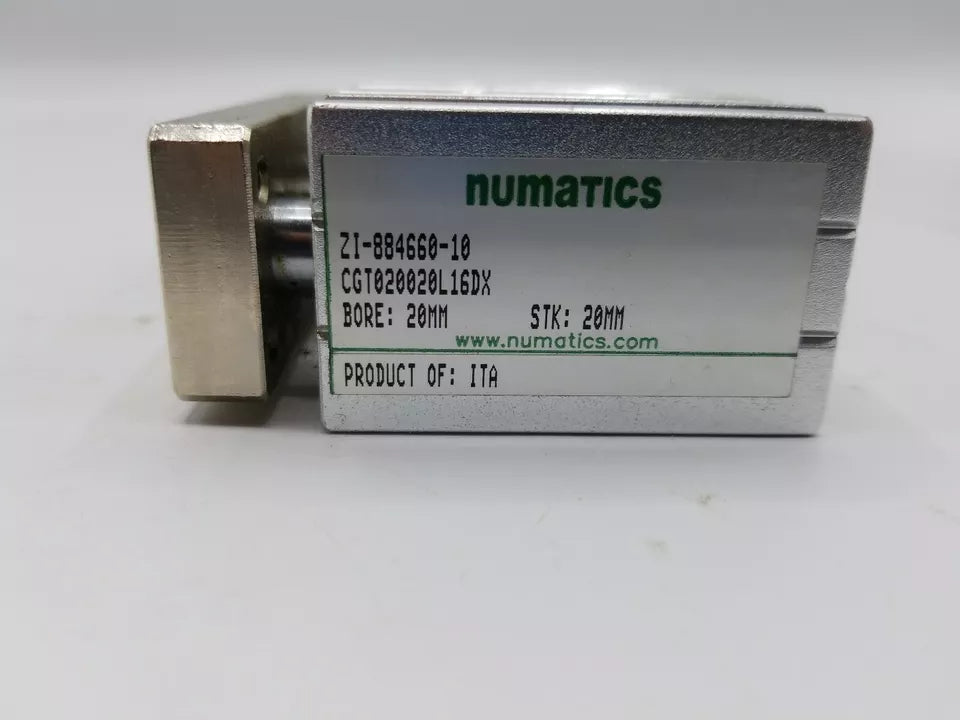 numatics
ZI-884660-10
CGT020020L16DX
BORE: 20MM STK: 20MM
www.numatics.com
PRODUCT OF: ITA